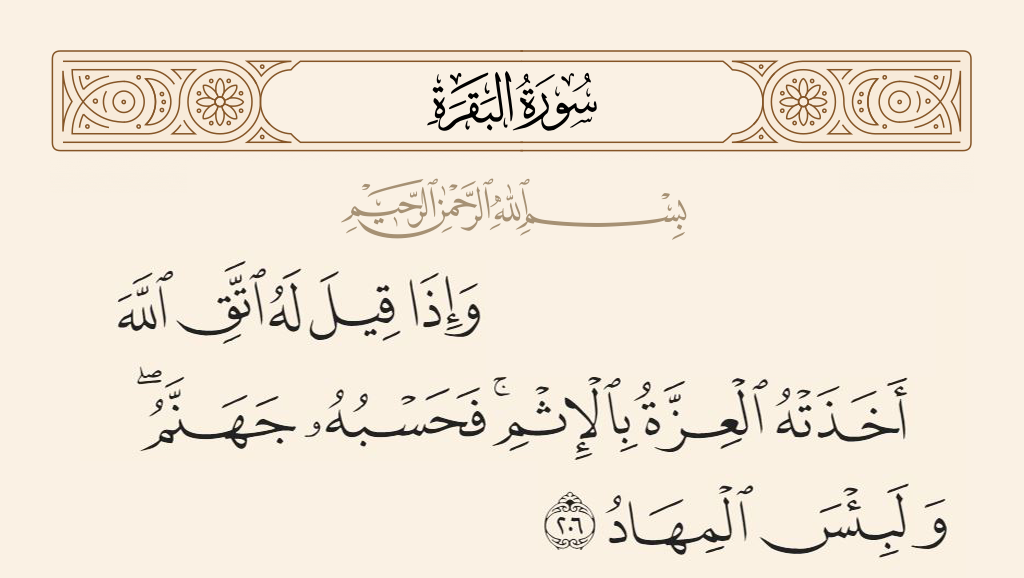 سُورَةُ البَقَرَةِ
بِسْمِ ٱللَّهِ ٱلرَّحْمَٰنِ ٱلرَّحِيمِ
وَإِذَا قِيلَ لَهُ ٱتَّقِ ٱللَّهَ
أَخَذَتْهُ ٱلْعِزَّةُ بِٱلْإِثْمِ ۚ فَحَسْبُهُۥ جَهَنَّمُ ۖ
وَلَبِئْسَ ٱلْمِهَادُ ٢٠٦